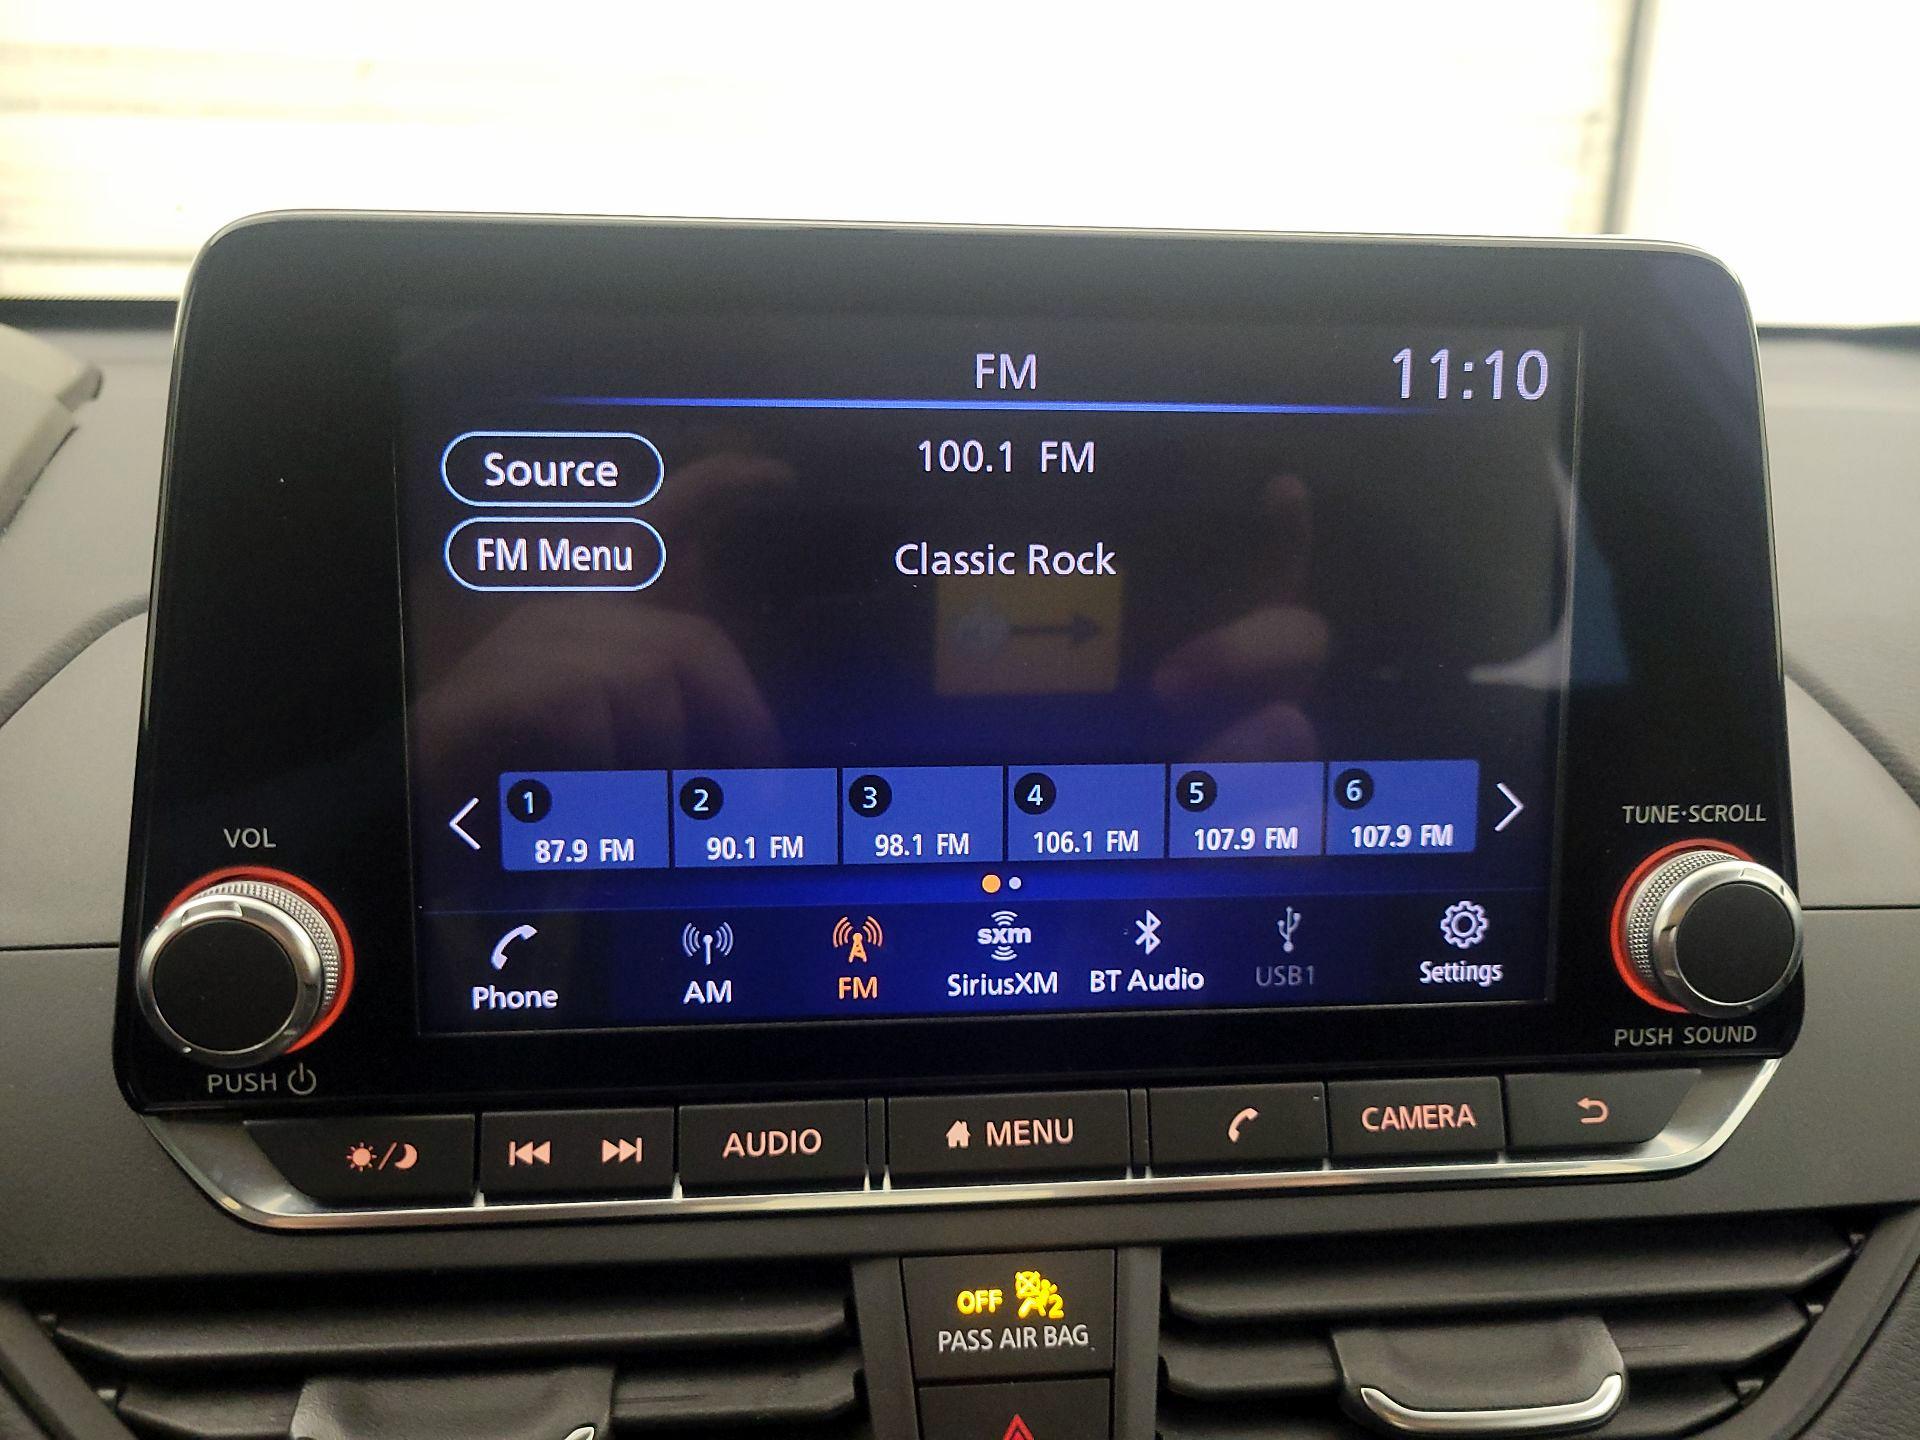 FM
11:10
Source
100.1 FM
FM Menu
Classic Rock
1
2
3
4
5
6
87.9 FM
90.1 FM
98.1 FM
106.1 FM
107.9 FM
107.9 FM
VOL
TUNE·SCROLL
Phone
AM
FM
sxm
SiriusXM
BT Audio
USB1
Settings
PUSH
PUSH SOUND
AUDIO
MENU
CAMERA
OFF 2
PASS AIR BAG